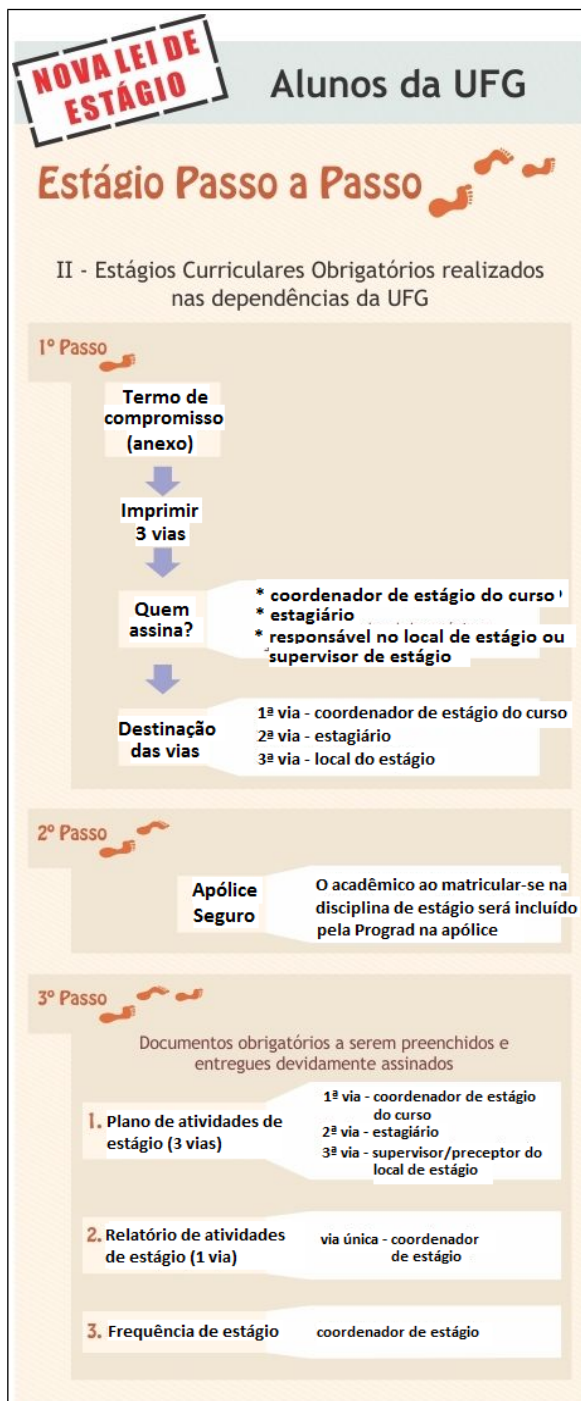 NOVA LEI DE
ESTÁGIO
Alunos da UFG
Estágio Passo a Passo
II - Estágios Curriculares Obrigatórios realizados
nas dependências da UFG
1º Passo
Termo de
compromisso
(anexo)
Imprimir
3 vias
Quem
assina?
* coordenador de estágio do curso
* estagiário
* responsável no local de estágio ou
supervisor de estágio
Destinação
das vias
1ª via - coordenador de estágio do curso
2ª via - estagiário
3ª via - local do estágio
2º Passo
Apólice
Seguro
O acadêmico ao matricular-se na
disciplina de estágio será incluído
pela Prograd na apólice
3º Passo
Documentos obrigatórios a serem preenchidos e
entregues devidamente assinados
1. Plano de atividades de
estágio (3 vias)
1ª via - coordenador de estágio
do curso
2ª via - estagiário
3ª via - supervisor/preceptor do
local de estágio
2. Relatório de atividades
de estágio (1 via)
via única - coordenador
de estágio
3. Frequência de estágio
coordenador de estágio